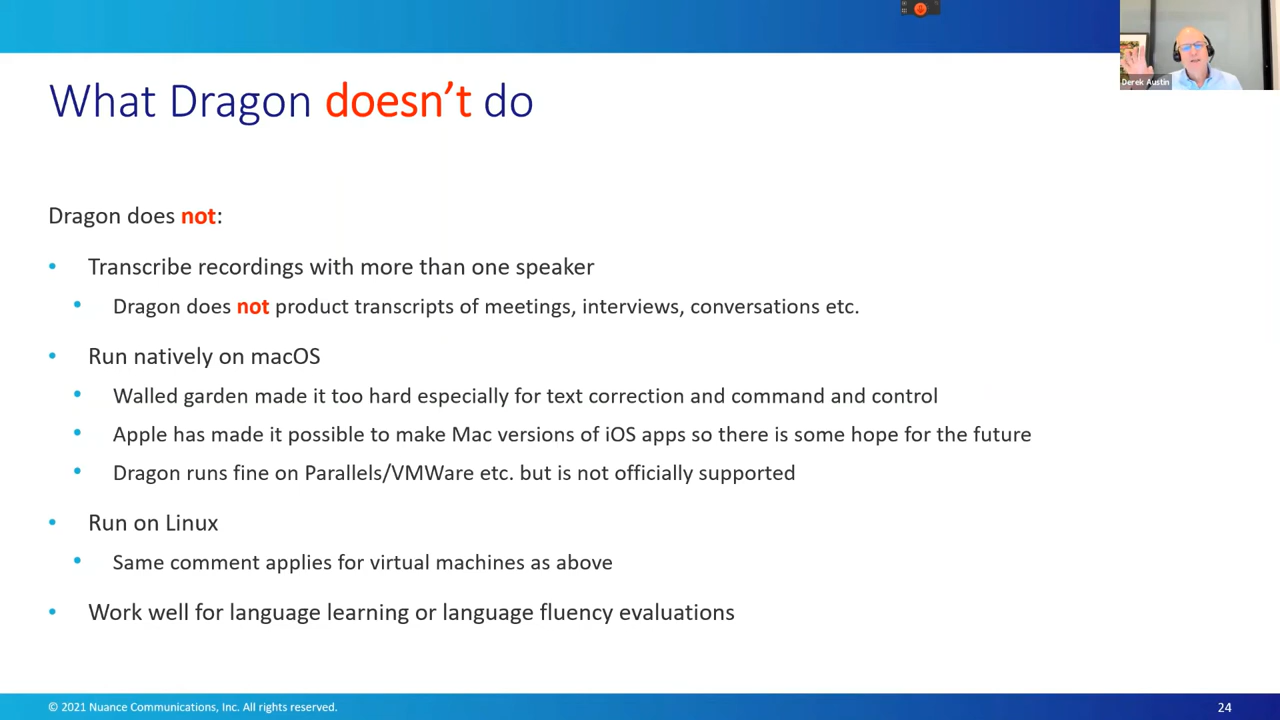 Derek Austin
What Dragon doesn't do
Dragon does not:
• Transcribe recordings with more than one speaker
• Dragon does not product transcripts of meetings, interviews, conversations etc.
• Run natively on macOS
• Walled garden made it too hard especially for text correction and command and control
• Apple has made it possible to make Mac versions of iOS apps so there is some hope for the future
• Dragon runs fine on Parallels/VMWare etc. but is not officially supported
• Run on Linux
• Same comment applies for virtual machines as above
• Work well for language learning or language fluency evaluations
© 2021 Nuance Communications, Inc. All rights reserved.
24